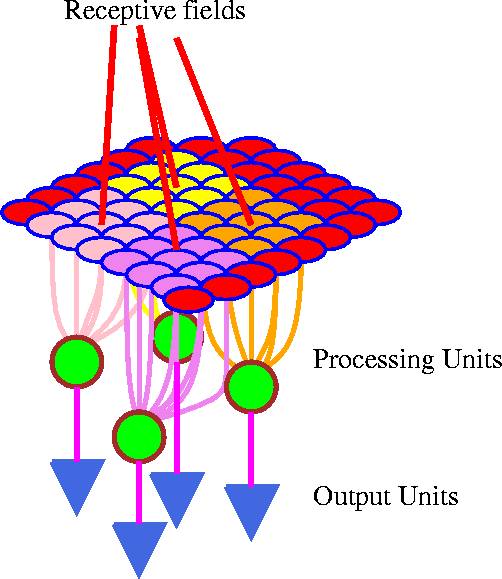 Receptive fields
Processing Units
Output Units